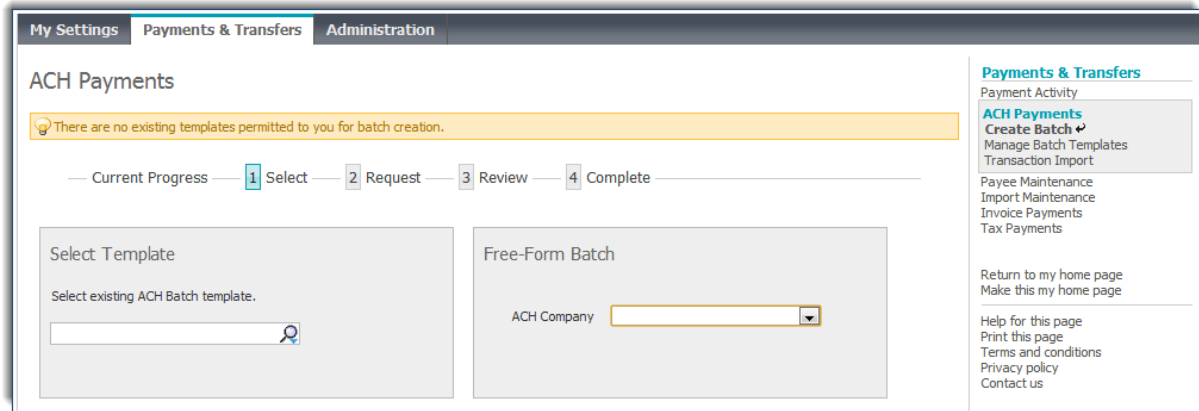 My Settings Payments & Transfers Administration
ACH Payments
There are no existing templates permitted to you for batch creation.
Current Progress 1 Select 2 Request 3 Review 4 Complete
Select Template
Select existing ACH Batch template.
Free-Form Batch
ACH Company
Payments & Transfers
Payment Activity
ACH Payments
Create Batch
Manage Batch Templates
Transaction Import
Payee Maintenance
Import Maintenance
Invoice Payments
Tax Payments
Return to my home page
Make this my home page
Help for this page
Print this page
Terms and conditions
Privacy policy
Contact us